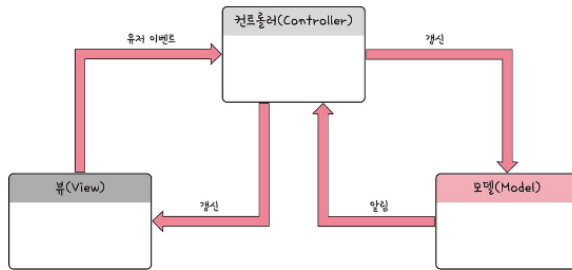 컨트롤러(Controller)
유저 이벤트
갱신
뷰(View)
모델(Model)
갱신
알림